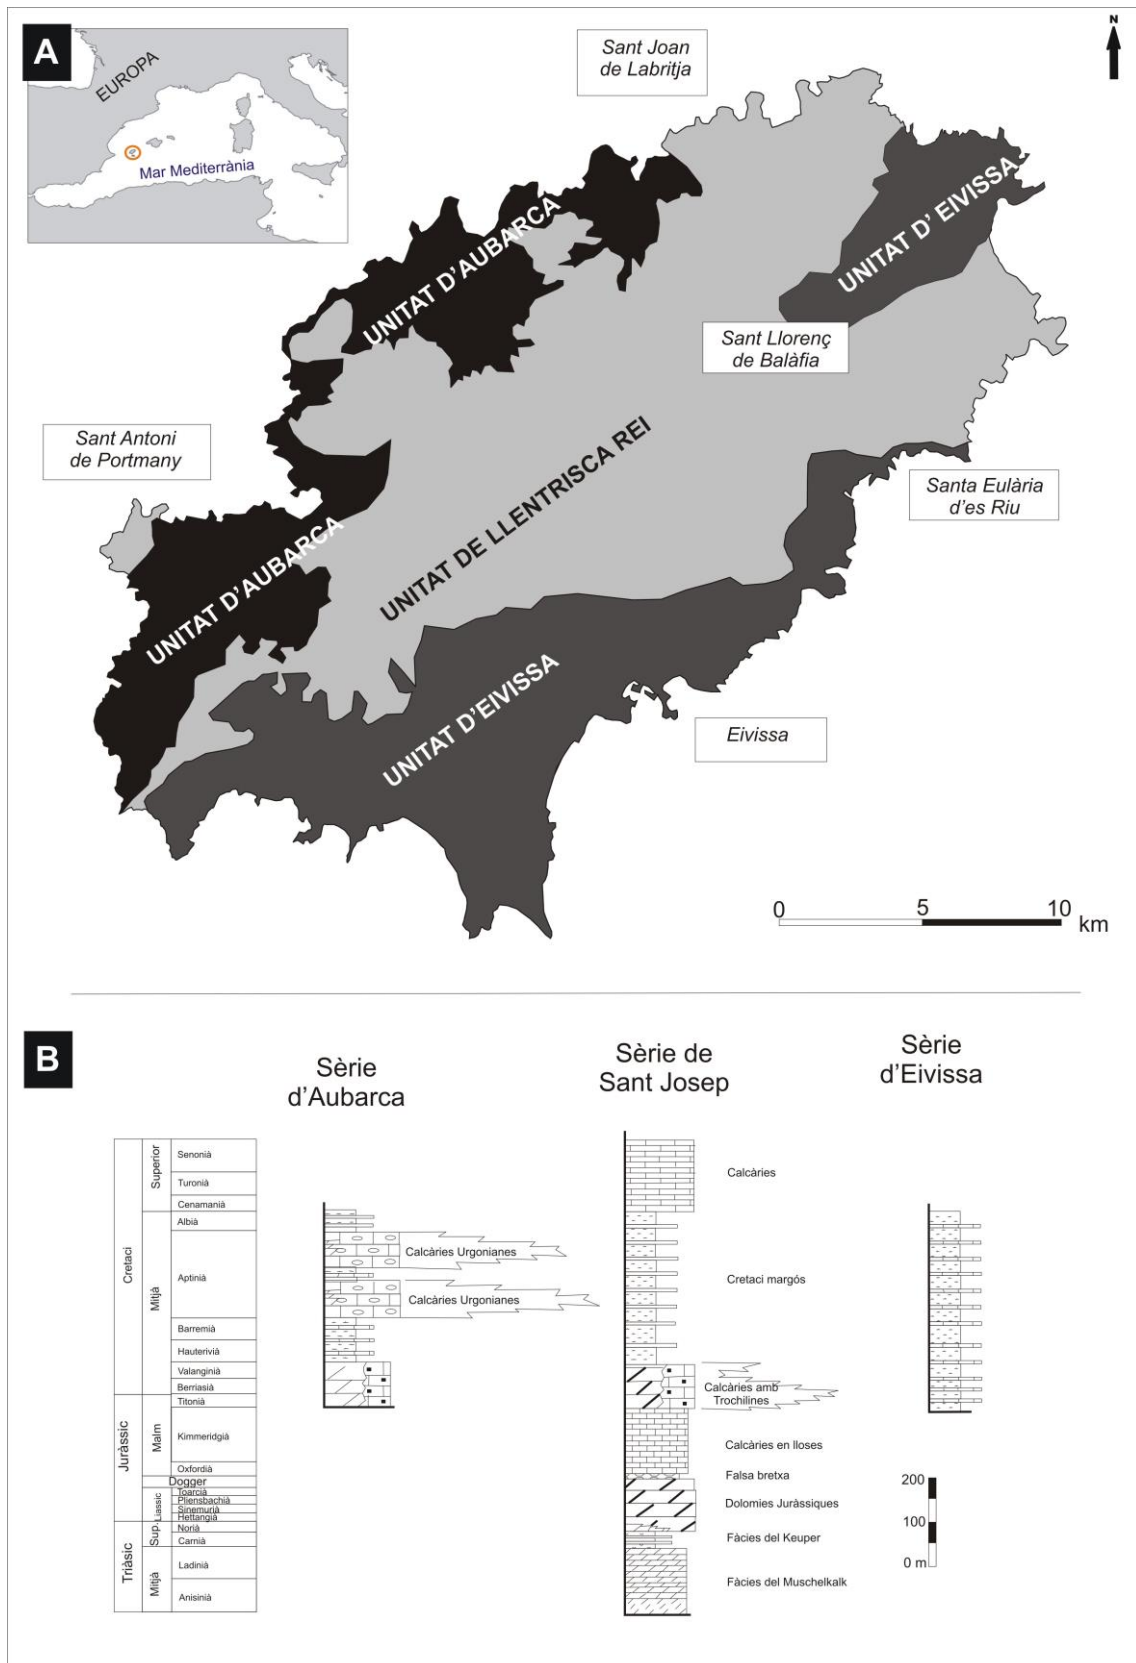 A
EUROPA
Mar Mediterrània
N
Sant Joan
de Labritja
UNITAT D'AUBARCA
UNITAT D' EIVISSA
Sant Llorenç
de Balàfia
Sant Antoni
de Portmany
UNITAT DE LLENTRISCA REI
Santa Eulària
d'es Riu
UNITAT D'AUBARCA
UNITAT D'EIVISSA
Eivissa
0 5 10
km
B
Sèrie
d'Aubarca
Sèrie de
Sant Josep
Sèrie
d'Eivissa
Cretaci
Superior
Senonià
Turonià
Cenamanià
Mitjà
Albià
Aptinià
Barremià
Hauterivià
Valanginià
Berriasià
Juràssic
Malm
Titonià
Kimmeridgià
Oxfordià
Dogger
Liassic
Toarcià
Pliensbachià
Sinemurià
Hettangià
Triàsic
Sup.
Norià
Carnià
Mitjà
Ladinià
Anisinià
Calcàries Urgonianes
Calcàries Urgonianes
Calcàries
Cretaci margós
Calcàries amb
Trochilines
Calcàries en lloses
Falsa bretxa
Dolomies Juràssiques
Fàcies del Keuper
Fàcies del Muschelkalk
200
100
0 m